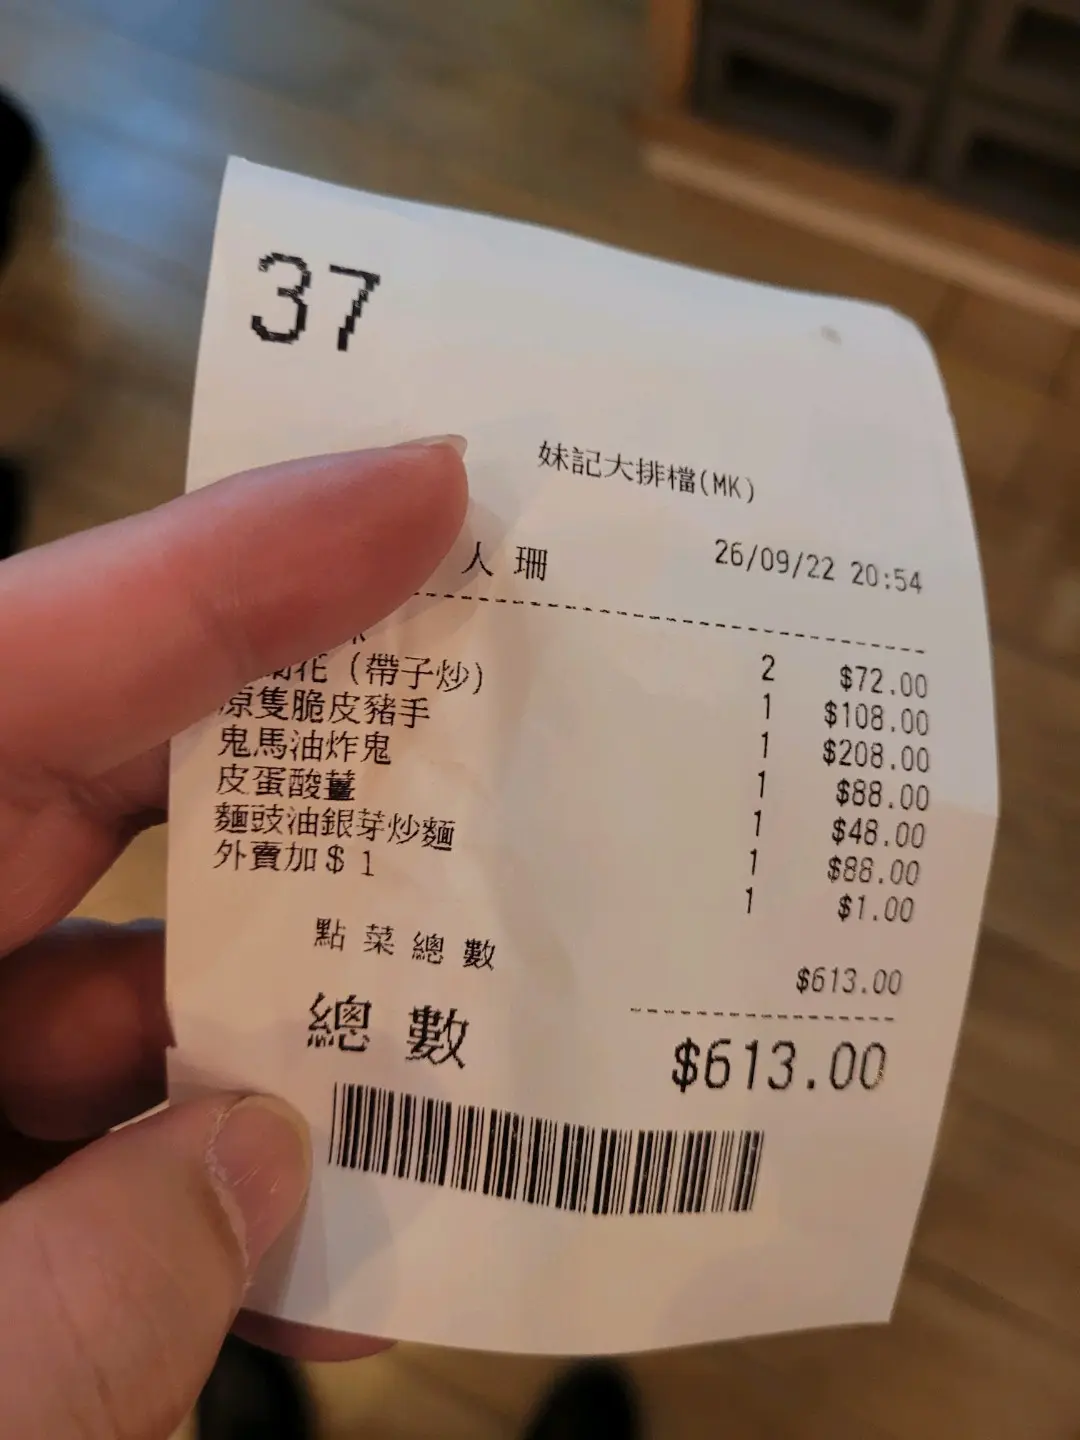 37
妹記大排檔(MK)
人 珊 26/09/22 20:54
2 $72.00
花 (帶子炒) 1 $108.00
原隻脆皮豬手 1 $208.00
鬼馬油炸鬼 1 $88.00
皮蛋酸薑 1 $48.00
麵豉油銀芽炒麵 1 $88.00
外賣加$1 1 $1.00
點菜總數 $613.00
總數 $613.00